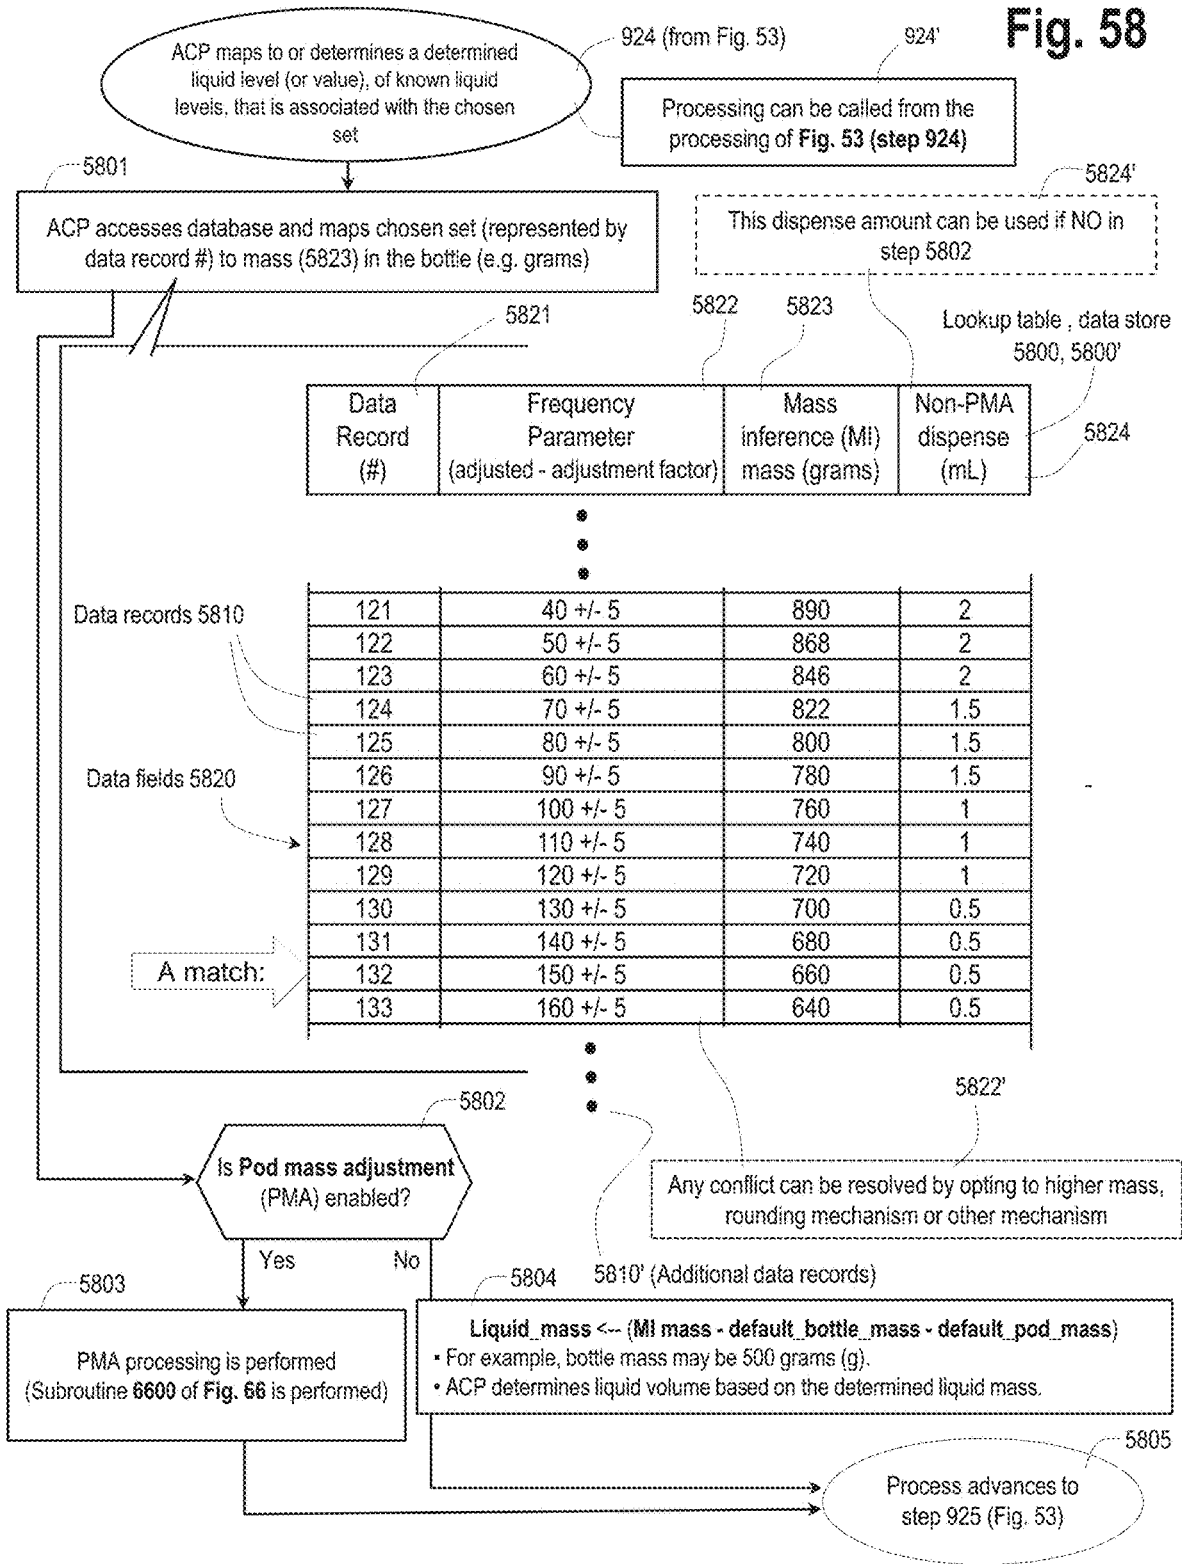 Fig. 58
ACP maps to or determines a determined
liquid level (or value), of known liquid
levels, that is associated with the chosen
set
924 (from Fig. 53)
924'
Processing can be called from the
processing of Fig. 53 (step 924)
5801
ACP accesses database and maps chosen set (represented by
data record #) to mass (5823) in the bottle (e.g. grams)
5824'
This dispense amount can be used if NO in
step 5802
5821
5822
5823
Lookup table , data store
5800, 5800'
5824
Data
Record
(#)
Frequency
Parameter
(adjusted - adjustment factor)
Mass
inference (MI)
mass (grams)
Non-PMA
dispense
(mL)
121 40 +/- 5 890 2
122 50 +/- 5 868 2
123 60 +/- 5 846 2
124 70 +/- 5 822 1.5
125 80 +/- 5 800 1.5
126 90 +/- 5 780 1.5
127 100 +/- 5 760 1
128 110 +/- 5 740 1
129 120 +/- 5 720 1
130 130 +/- 5 700 0.5
131 140 +/- 5 680 0.5
132 150 +/- 5 660 0.5
133 160 +/- 5 640 0.5
Data records 5810
Data fields 5820
A match:
5802
Is Pod mass adjustment
(PMA) enabled?
Yes
No
5822'
Any conflict can be resolved by opting to higher mass,
rounding mechanism or other mechanism
5810' (Additional data records)
5803
PMA processing is performed
(Subroutine 6600 of Fig. 66 is performed)
5804
Liquid_mass <-- (MI mass - default_bottle_mass - default_pod_mass)
• For example, bottle mass may be 500 grams (g).
• ACP determines liquid volume based on the determined liquid mass.
5805
Process advances to
step 925 (Fig. 53)